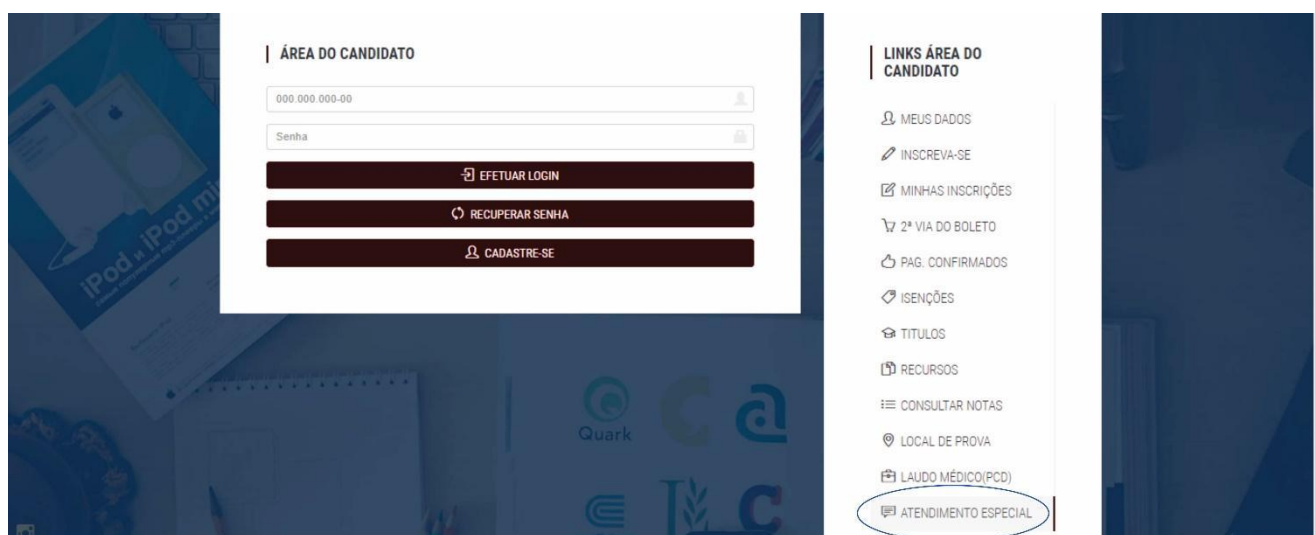 ÁREA DO CANDIDATO
000.000.000-00
Senha
EFETUAR LOGIN
RECUPERAR SENHA
CADASTRE-SE
LINKS ÁREA DO
CANDIDATO
MEUS DADOS
INSCREVA-SE
MINHAS INSCRIÇÕES
2ª VIA DO BOLETO
PAG. CONFIRMADOS
ISENÇÕES
TITULOS
RECURSOS
CONSULTAR NOTAS
LOCAL DE PROVA
LAUDO MÉDICO(PCD)
ATENDIMENTO ESPECIAL
iPod и iPod mini
Quark